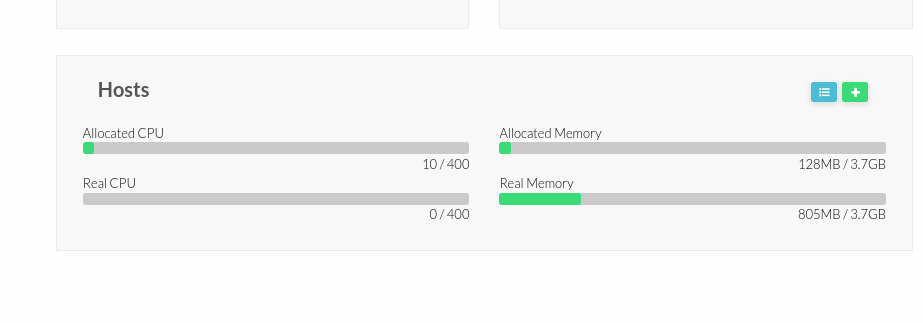 Hosts
Allocated CPU
10 / 400
Real CPU
0 / 400
Allocated Memory
128MB / 3.7GB
Real Memory
805MB / 3.7GB